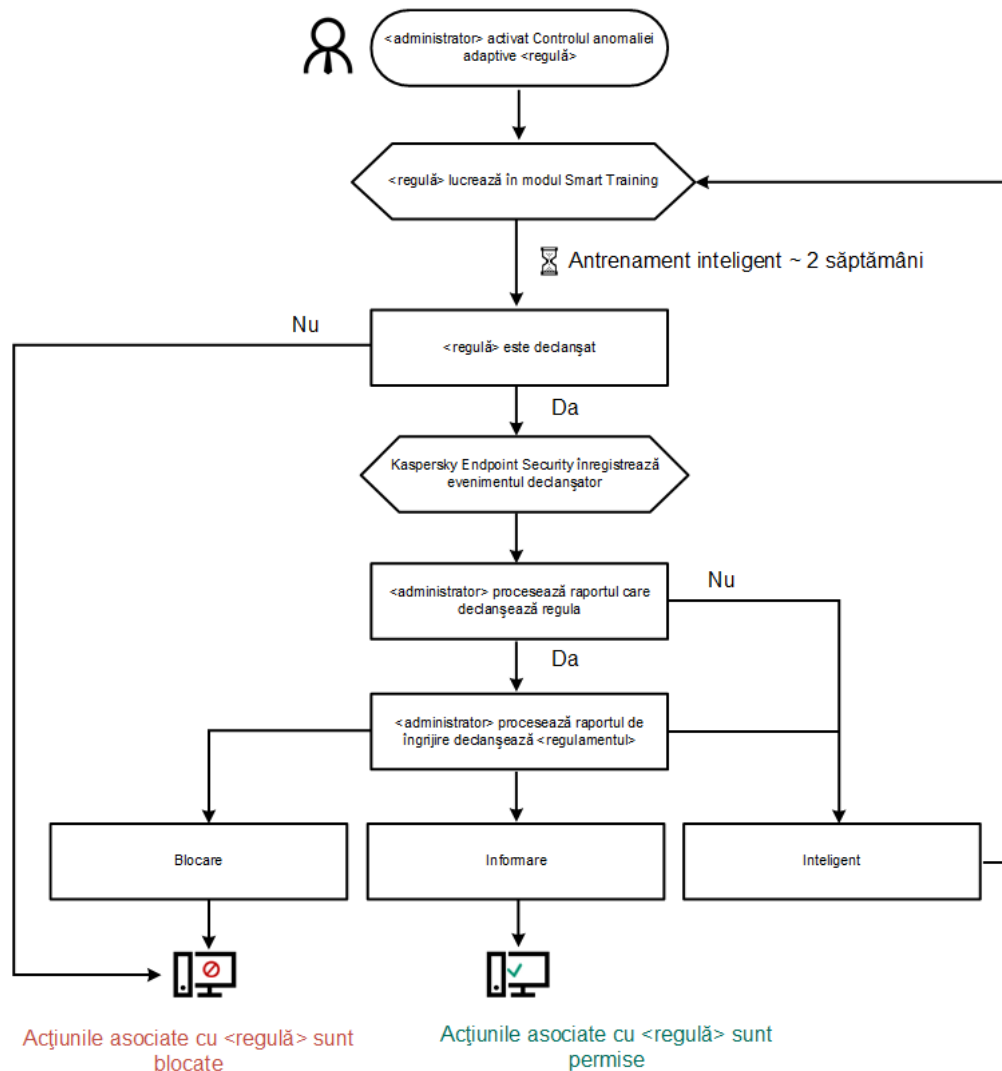 <administrator> activat Controlul anomaliei
adaptive <regulă>
<regulă> lucrează în modul Smart Training
Antrenament inteligent ~ 2 săptămâni
Nu
<regulă> este declanşat
Da
Kaspersky Endpoint Security înregistrează
evenimentul declanşator
<administrator> procesează raportul care
declanşează regula
Nu
Da
<administrator> procesează raportul de
îngrijire declanşează <regulamentul>
Blocare
Informare
Inteligent
Acţiunile asociate cu <regulă> sunt
blocate
Acţiunile asociate cu <regulă> sunt
permise